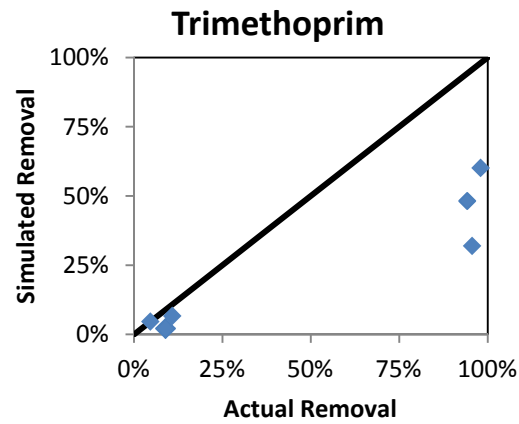 Trimethoprim
100%
75%
50%
25%
0%
Simulated Removal
0% 25% 50% 75% 100%
Actual Removal